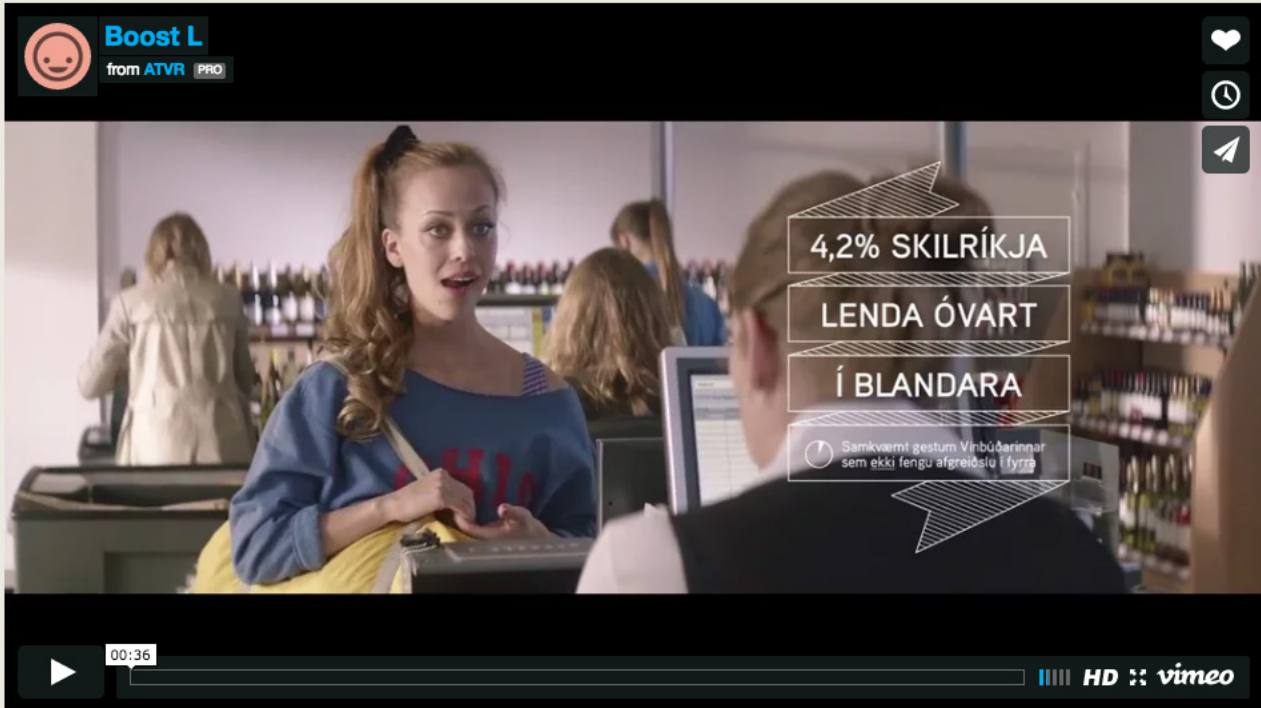 Boost L
from ATVR PRO
4,2% SKILRÍKJA
LENDA ÓVART
Í BLANDARA
Samkvæmt gestum Vínbúðarinnar
sem ekki fengu afgreiðslu í fyrra
OHIO
00:36
HD vimeo